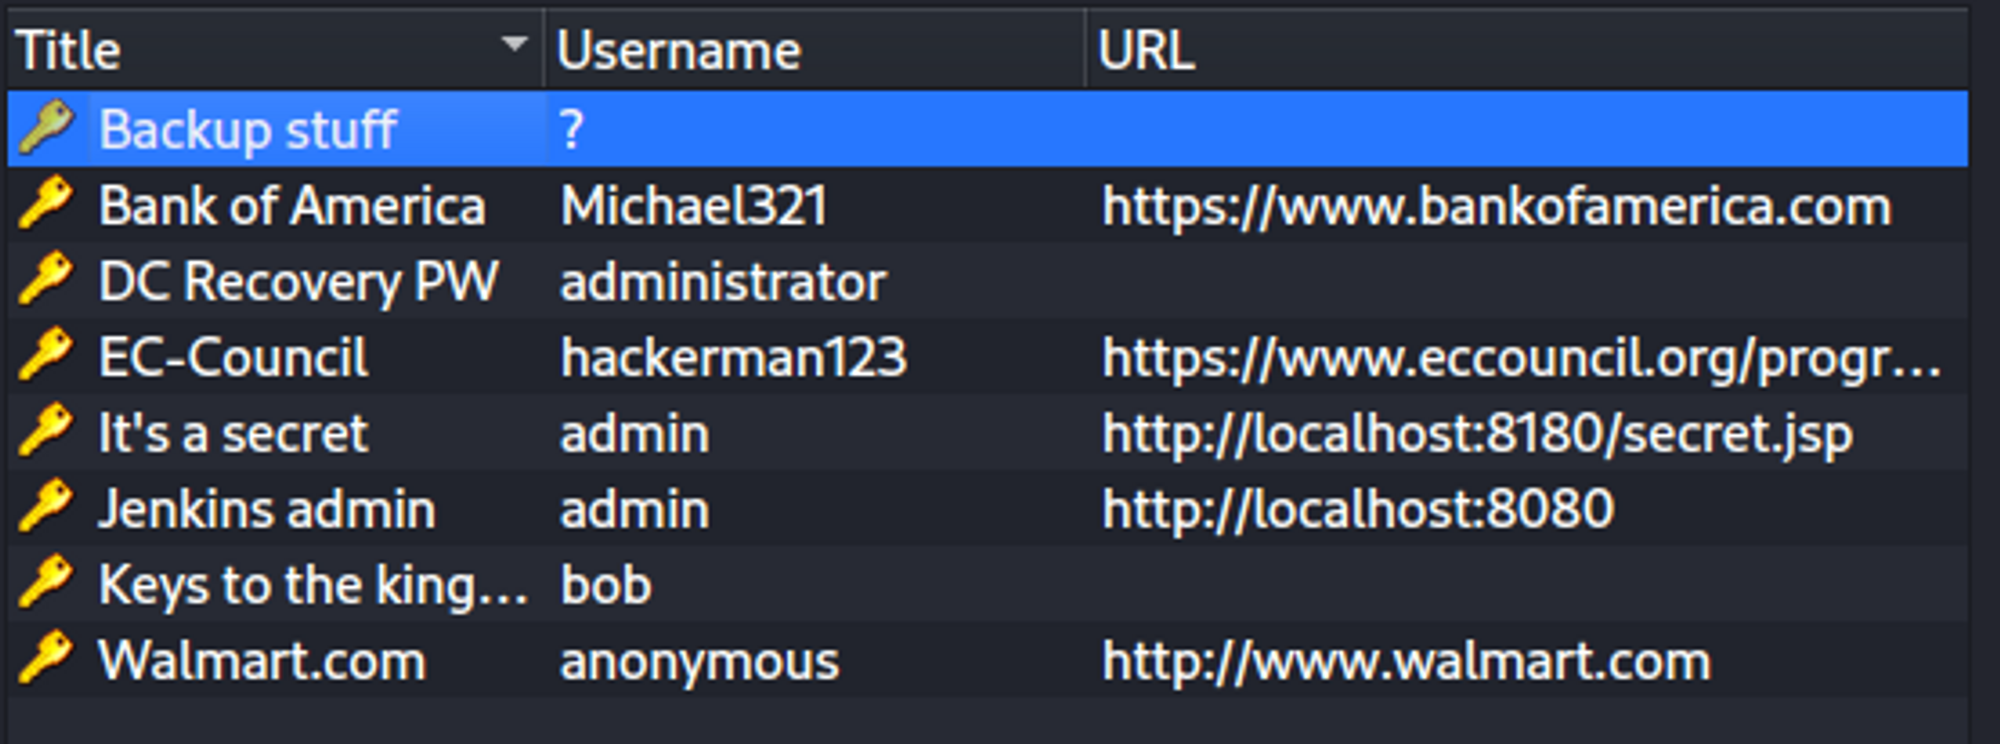 Title Username URL
Backup stuff ?
Bank of America Michael321 https://www.bankofamerica.com
DC Recovery PW administrator
EC-Council hackerman123 https://www.eccouncil.org/progr...
It's a secret admin http://localhost:8180/secret.jsp
Jenkins admin admin http://localhost:8080
Keys to the king... bob
Walmart.com anonymous http://www.walmart.com